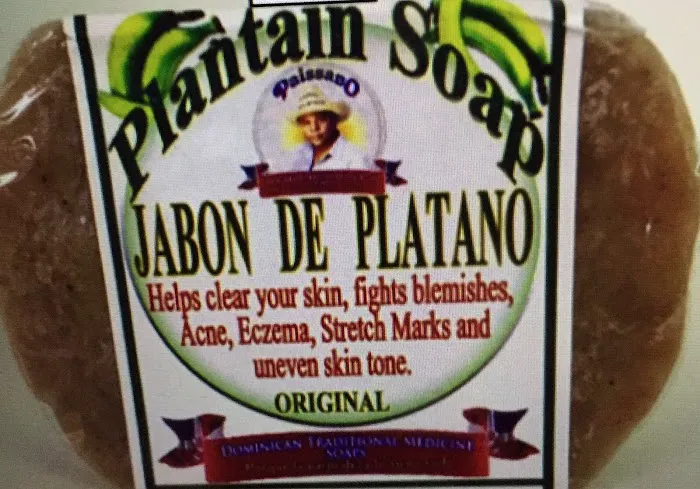 Plantain Soap
Paissano
JABON DE PLATANO
Helps clear your skin, fights blemishes,
Acne, Eczema, Stretch Marks and
uneven skin tone.
ORIGINAL
DOMINICAN TRADITIONAL MEDICINE
SOAPS